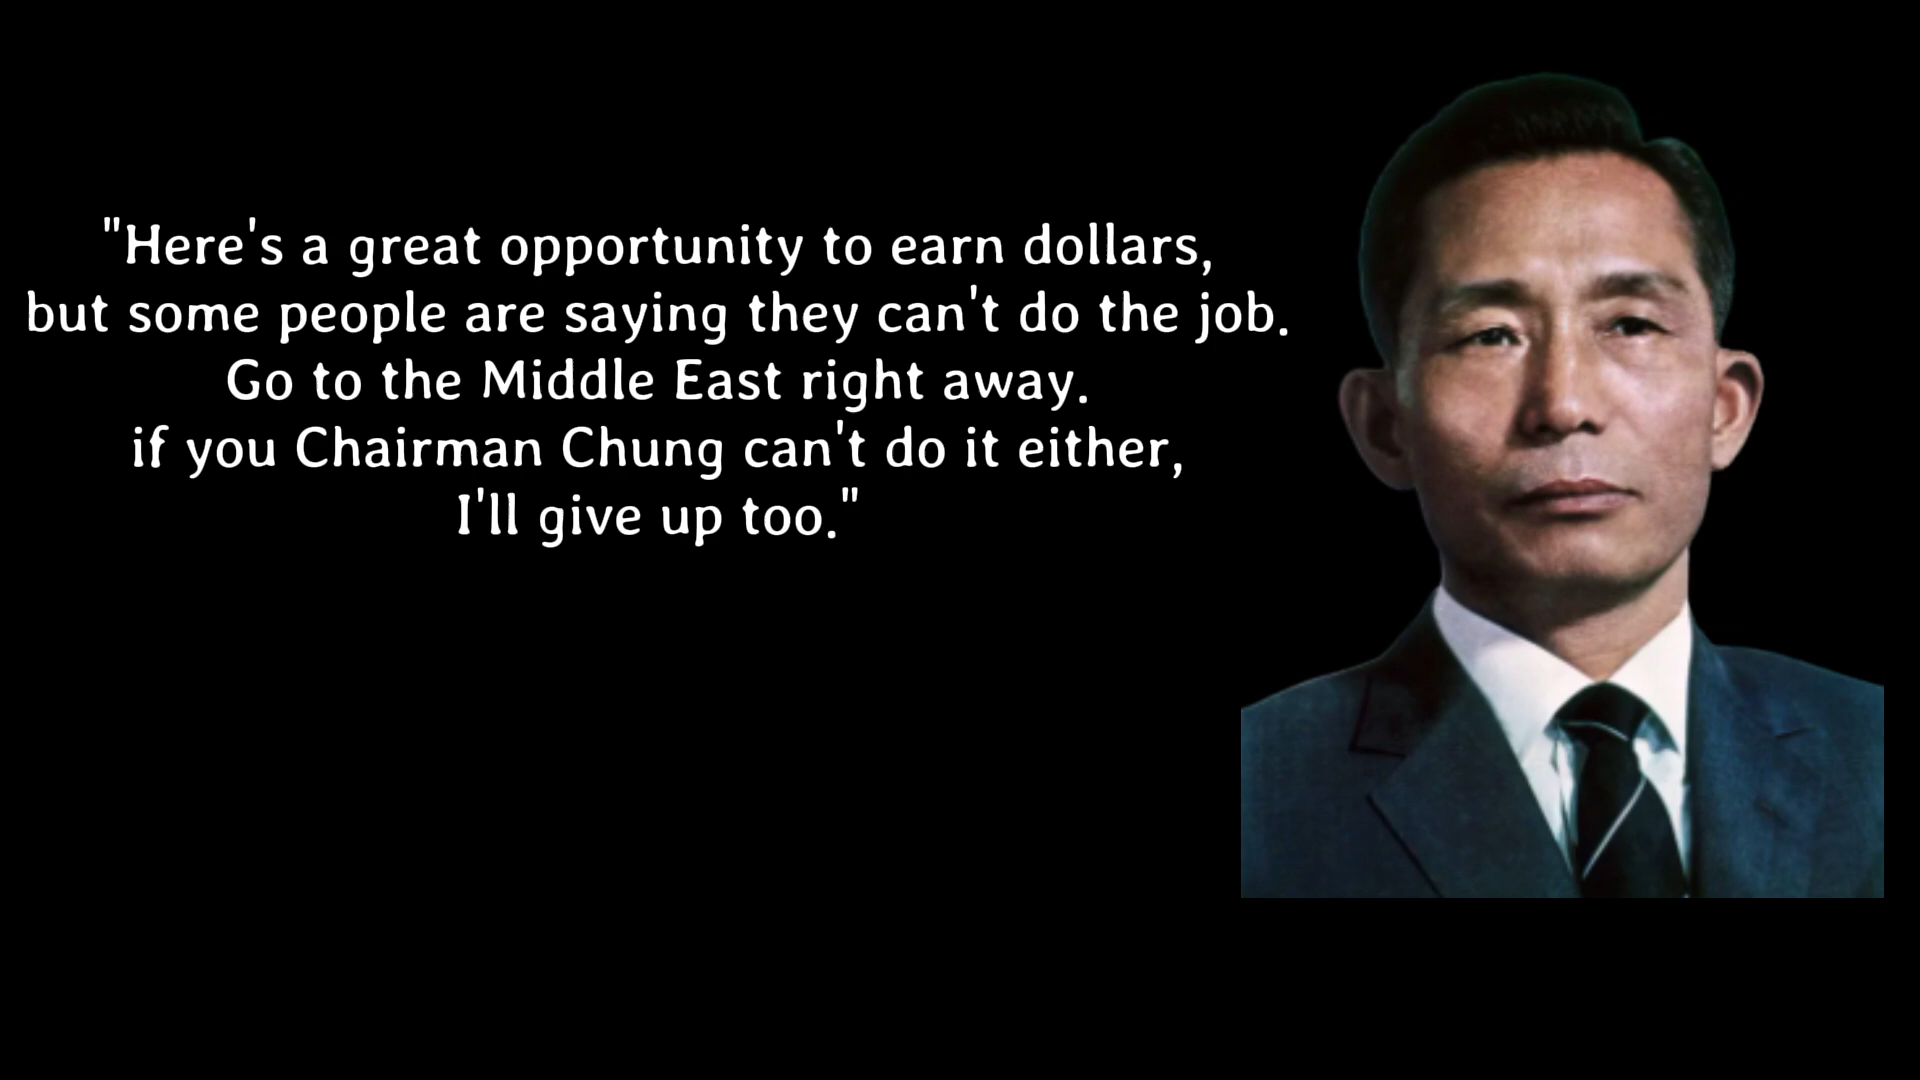 "Here's a great opportunity to earn dollars,
but some people are saying they can't do the job.
Go to the Middle East right away.
if you Chairman Chung can't do it either,
I'll give up too."